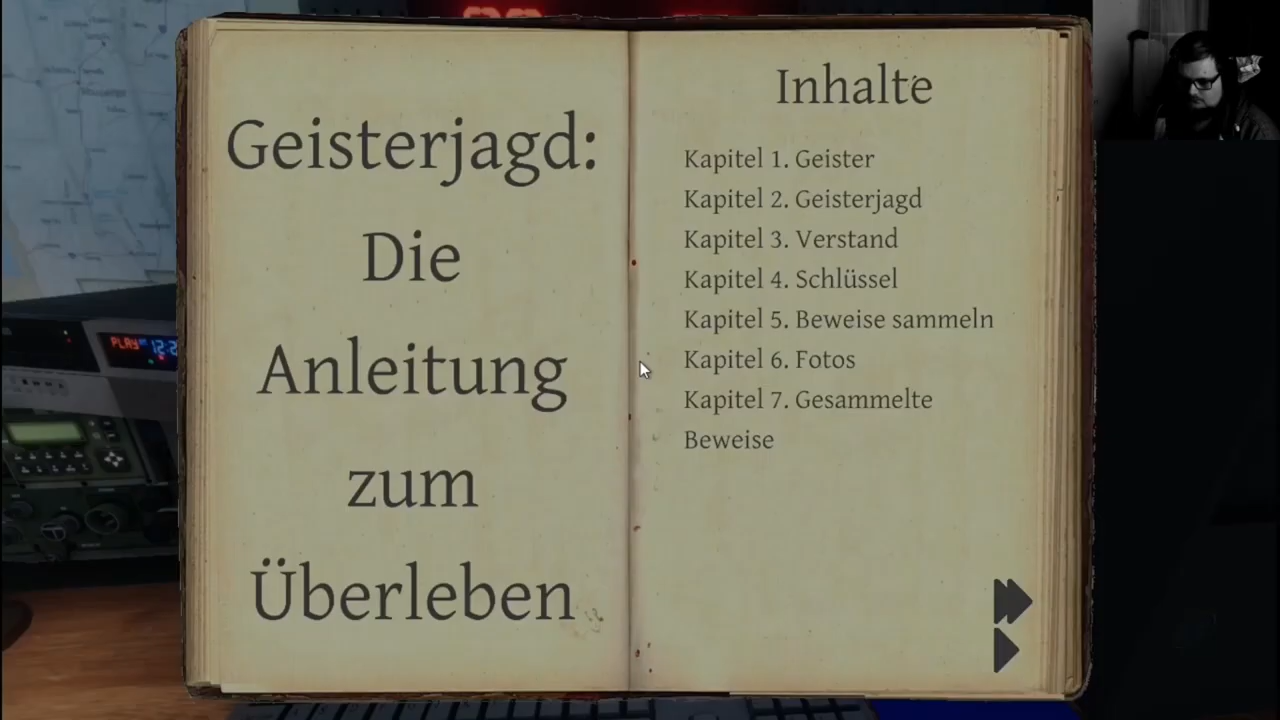 Geisterjagd:
Die
Anleitung
zum
Überleben
Inhalte
Kapitel 1. Geister
Kapitel 2. Geisterjagd
Kapitel 3. Verstand
Kapitel 4. Schlüssel
Kapitel 5. Beweise sammeln
Kapitel 6. Fotos
Kapitel 7. Gesammelte
Beweise
PLAY